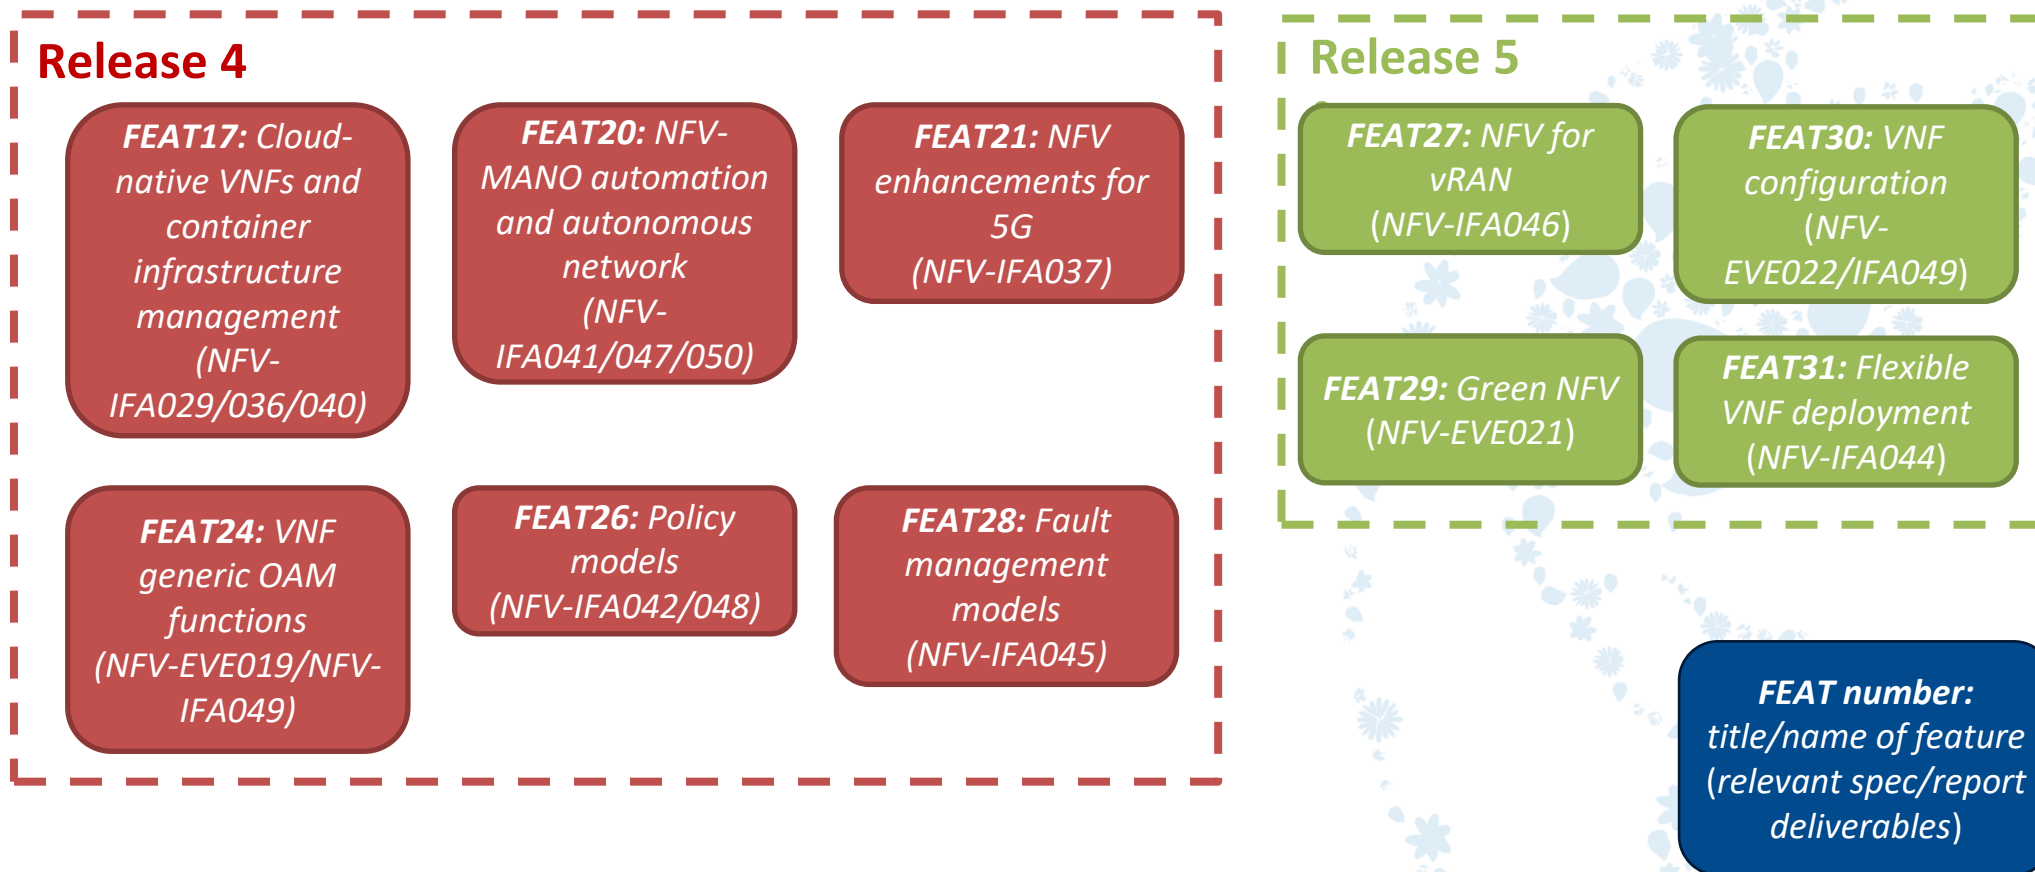 Release 4
FEAT17: Cloud-
native VNFs and
container
infrastructure
management
(NFV-
IFA029/036/040)
FEAT20: NFV-
MANO automation
and autonomous
network
(NFV-
IFA041/047/050)
FEAT21: NFV
enhancements for
5G
(NFV-IFA037)
FEAT24: VNF
generic OAM
functions
(NFV-EVE019/NFV-
IFA049)
FEAT26: Policy
models
(NFV-IFA042/048)
FEAT28: Fault
management
models
(NFV-IFA045)
Release 5
FEAT27: NFV for
vRAN
(NFV-IFA046)
FEAT30: VNF
configuration
(NFV-
EVE022/IFA049)
FEAT29: Green NFV
(NFV-EVE021)
FEAT31: Flexible
VNF deployment
(NFV-IFA044)
FEAT number:
title/name of feature
(relevant spec/report
deliverables)